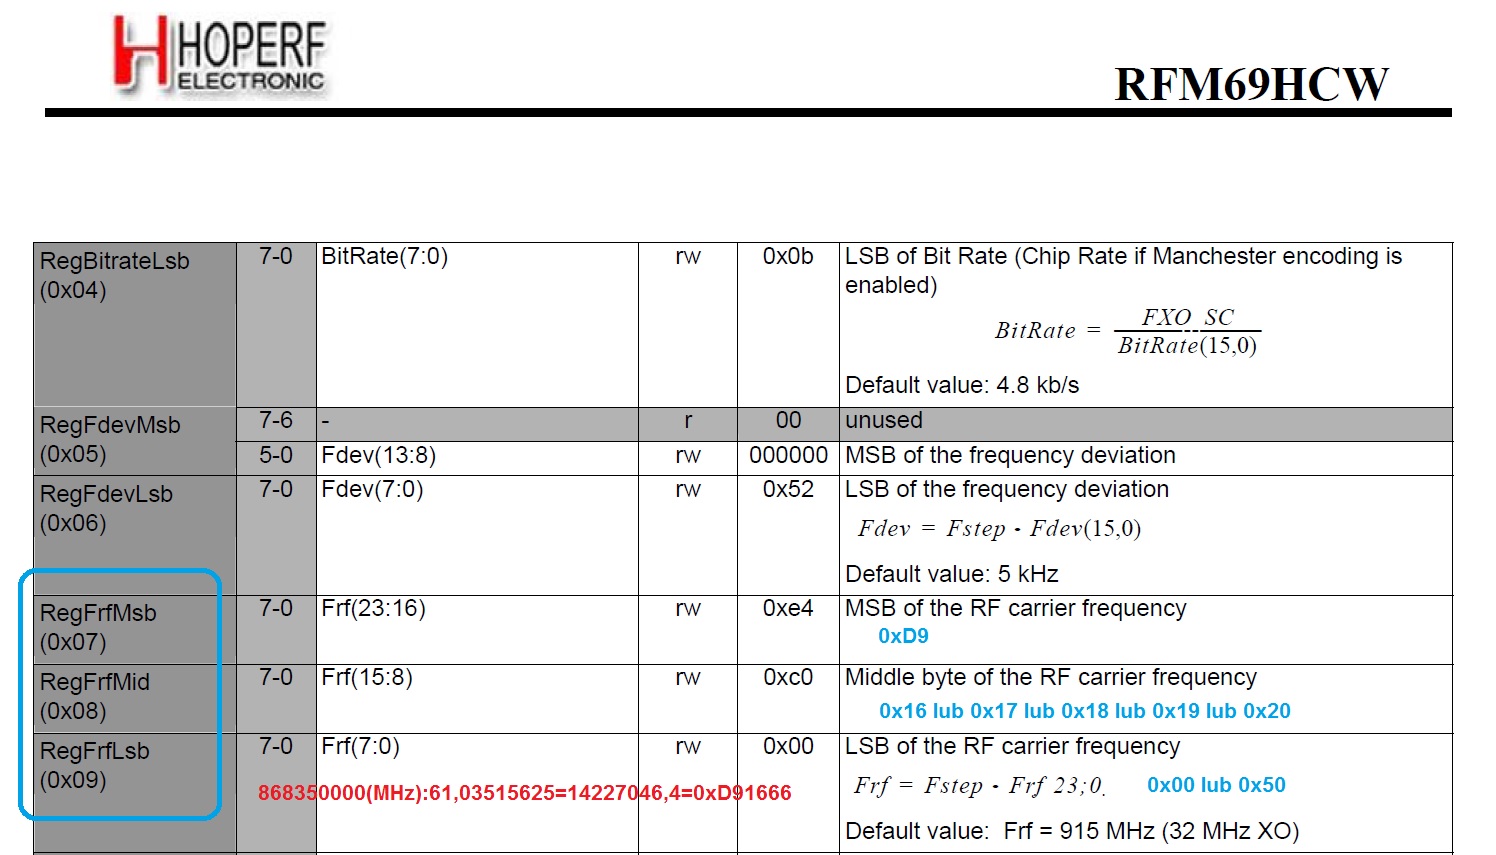 HOPERF
ELECTRONIC
RFM69HCW
RegBitrateLsb
(0x04)
7-0
BitRate(7:0)
rw
0x0b
LSB of Bit Rate (Chip Rate if Manchester encoding is
enabled)
BitRate = FXO_SC / BitRate(15,0)
Default value: 4.8 kb/s
RegFdevMsb
(0x05)
7-6
-
r
00
unused
5-0
Fdev(13:8)
rw
000000
MSB of the frequency deviation
RegFdevLsb
(0x06)
7-0
Fdev(7:0)
rw
0x52
LSB of the frequency deviation
Fdev = Fstep - Fdev(15,0)
Default value: 5 kHz
RegFrfMsb
(0x07)
7-0
Frf(23:16)
rw
0xe4
MSB of the RF carrier frequency
0xD9
RegFrfMid
(0x08)
7-0
Frf(15:8)
rw
0xc0
Middle byte of the RF carrier frequency
0x16 lub 0x17 lub 0x18 lub 0x19 lub 0x20
RegFrfLsb
(0x09)
7-0
Frf(7:0)
rw
0x00
LSB of the RF carrier frequency
Frf = Fstep - Frf 23;0. 0x00 lub 0x50
868350000(MHz):61,03515625=14227046,4=0xD91666
Default value: Frf = 915 MHz (32 MHz XO)